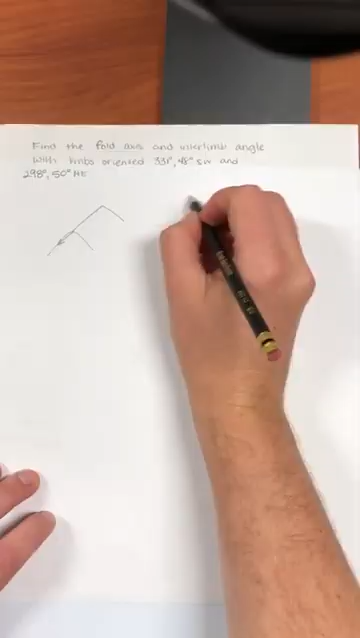 Find the fold axis and interlimb angle
with limbs oriented 331°, 48° SW and
298°, 50° NE